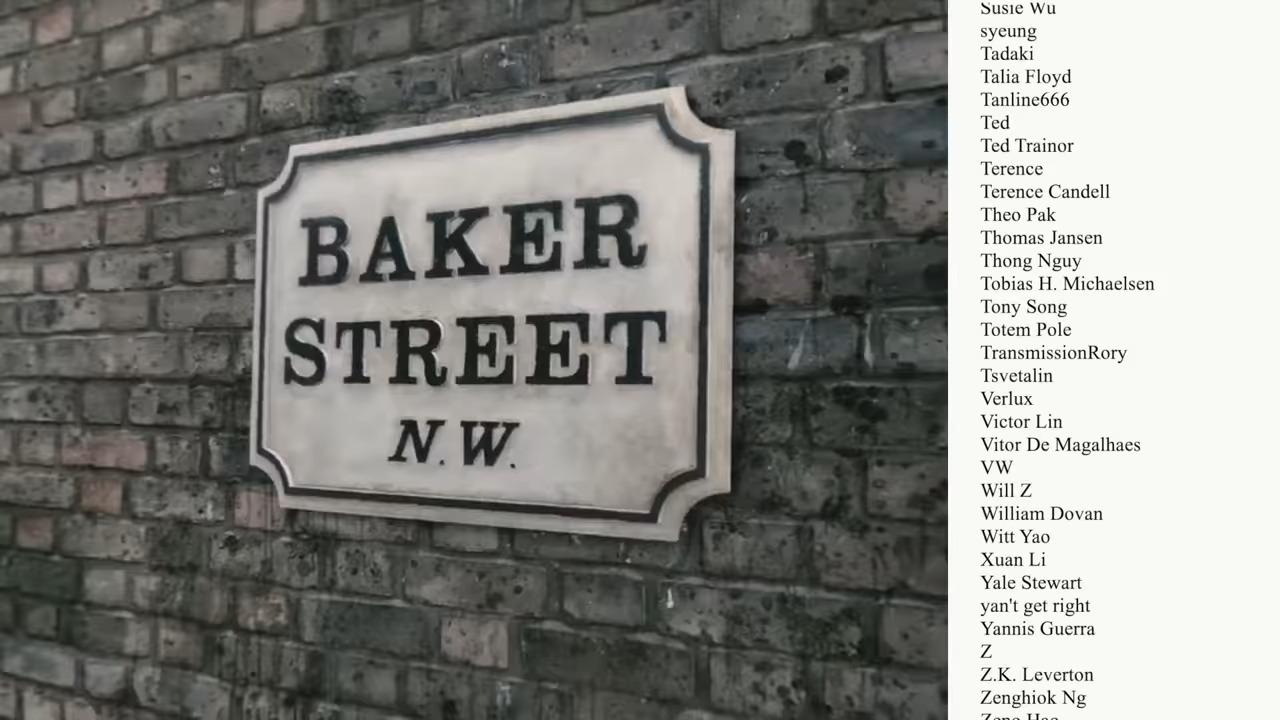 BAKER
STREET
N.W.
Susie Wu
syeung
Tadaki
Talia Floyd
Tanline666
Ted
Ted Trainor
Terence
Terence Candell
Theo Pak
Thomas Jansen
Thong Nguy
Tobias H. Michaelsen
Tony Song
Totem Pole
TransmissionRory
Tsvetalin
Verlux
Victor Lin
Vitor De Magalhaes
VW
Will Z
William Dovan
Witt Yao
Xuan Li
Yale Stewart
yan't get right
Yannis Guerra
Z
Z.K. Leverton
Zenghiok Ng